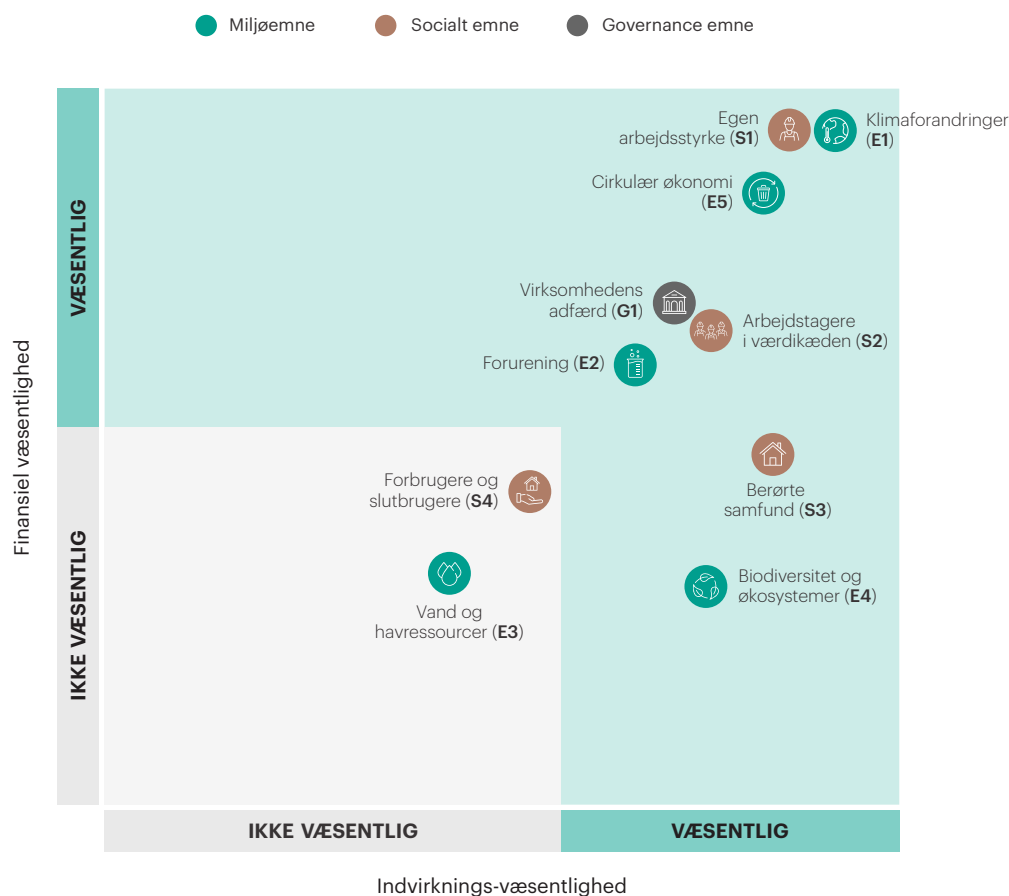 Miljøemne
Socialt emne
Governance emne
Finansiel væsentlighed
VÆSENTLIG
IKKE VÆSENTLIG
Egen
arbejdsstyrke (S1)
Klimaforandringer
(E1)
Cirkulær økonomi
(E5)
Virksomhedens
adfærd (G1)
Arbejdstagere
i værdikæden (S2)
Forurening (E2)
Forbrugere og
slutbrugere (S4)
Berørte
samfund (S3)
Vand og
havressourcer (E3)
Biodiversitet og
økosystemer (E4)
IKKE VÆSENTLIG
VÆSENTLIG
Indvirknings-væsentlighed